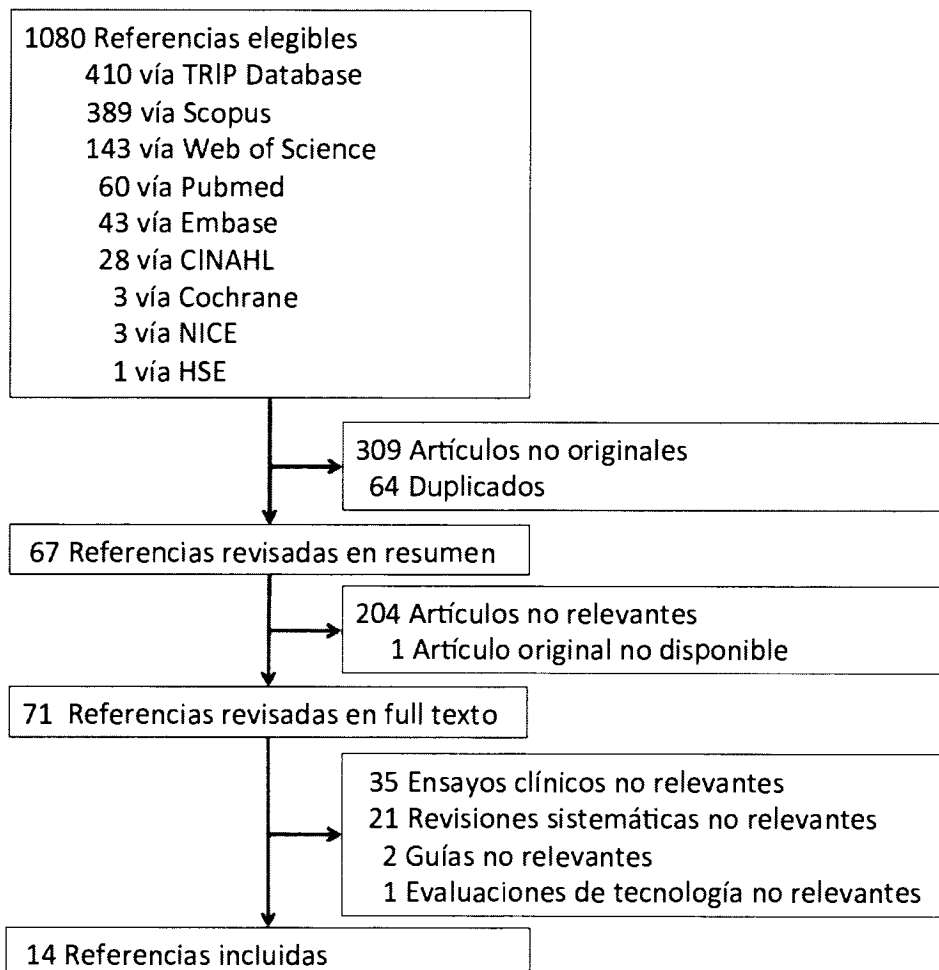 1080 Referencias elegibles
410 vía TRIP Database
389 vía Scopus
143 vía Web of Science
60 vía Pubmed
43 vía Embase
28 vía CINAHL
3 vía Cochrane
3 vía NICE
1 vía HSE
309 Artículos no originales
64 Duplicados
67 Referencias revisadas en resumen
204 Artículos no relevantes
1 Artículo original no disponible
71 Referencias revisadas en full texto
35 Ensayos clínicos no relevantes
21 Revisiones sistemáticas no relevantes
2 Guías no relevantes
1 Evaluaciones de tecnología no relevantes
14 Referencias incluidas